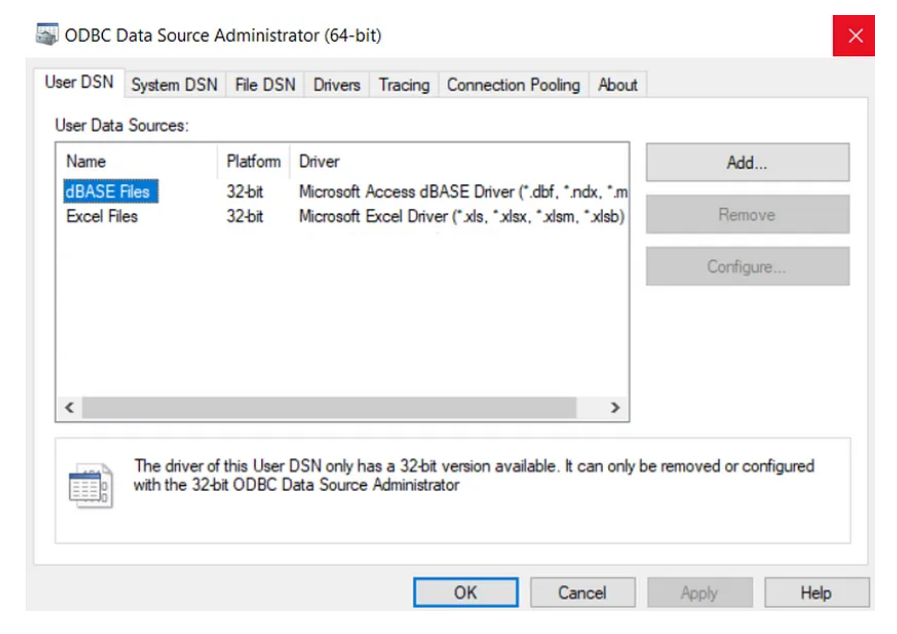 ODBC Data Source Administrator (64-bit)
User DSN System DSN File DSN Drivers Tracing Connection Pooling About
User Data Sources:
Name Platform Driver
dBASE Files 32-bit Microsoft Access dBASE Driver (*.dbf, *.ndx, *.m
Excel Files 32-bit Microsoft Excel Driver (*.xls, *.xlsx, *.xlsm, *.xlsb)
Add...
Remove
Configure...
The driver of this User DSN only has a 32-bit version available. It can only be removed or configured
with the 32-bit ODBC Data Source Administrator
OK Cancel Apply Help